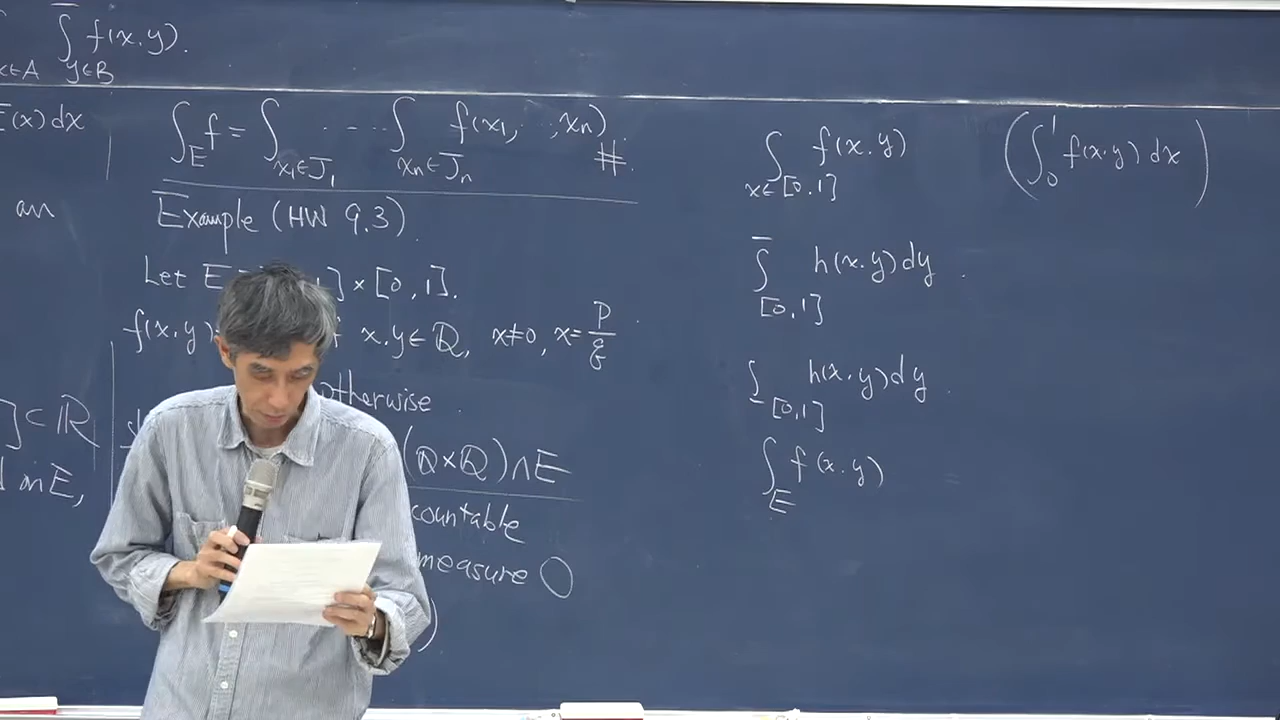 ∫̅_{y∈B} f(x,y).
x∈A
(x)dx
an
]⊂ℝ
d in E,
∫_E f = ∫_{x₁∈J₁} ⋯ ∫_{xₙ∈Jₙ} f(x₁, ,xₙ) #.
Example (HW 9.3).
Let E ]×[0,1].
f(x,y) x,y∈ℚ, x≠0, x=p/q
otherwise.
(ℚ×ℚ)∩E
countable
measure 0
)
∫_{x∈[0,1]} f(x,y) (∫₀¹ f(x,y) dx)
∫̅_{[0,1]} h(x,y)dy.
∫̲_{[0,1]} h(x,y)dy.
∫_E f(x,y)